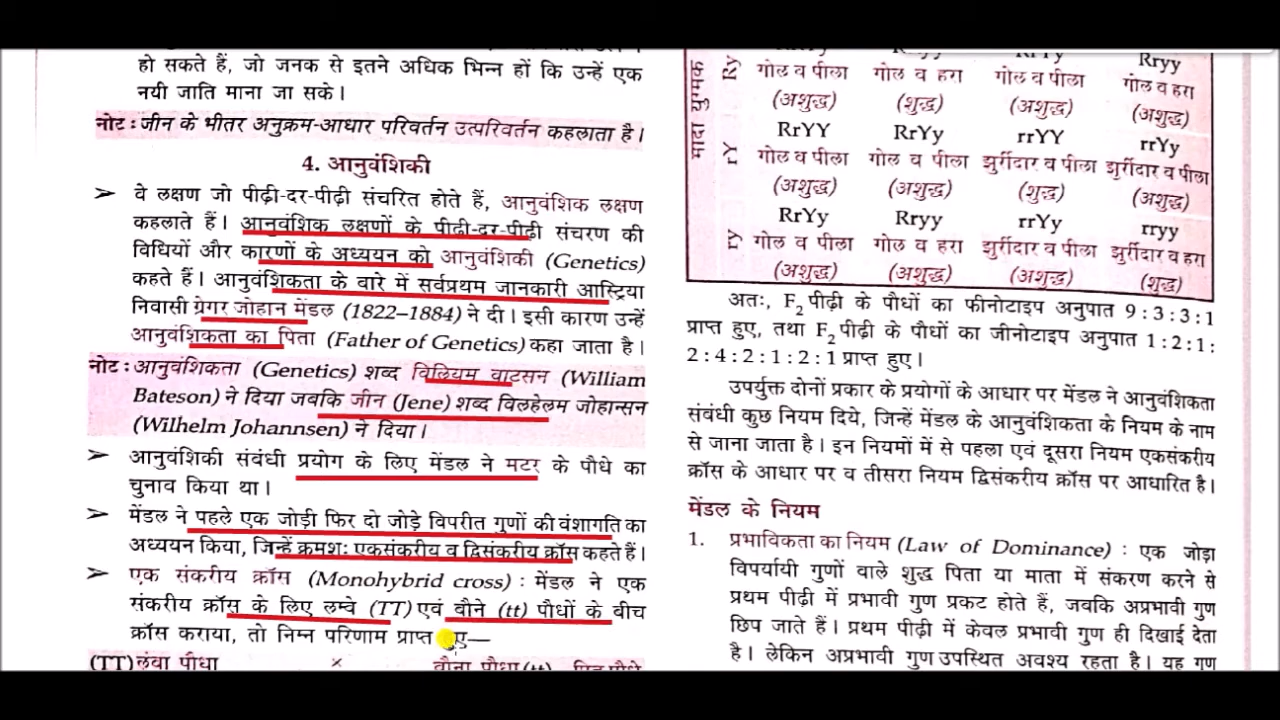 हो सकते हैं, जो जनक से इतने अधिक भिन्न हों कि उन्हें एक
नयी जाति माना जा सके।
नोट : जीन के भीतर अनुक्रम-आधार परिवर्तन उत्परिवर्तन कहलाता है।
4. आनुवंशिकी
➤ वे लक्षण जो पीढ़ी-दर-पीढ़ी संचरित होते हैं, आनुवंशिक लक्षण
कहलाते हैं। आनुवंशिक लक्षणों के पीढ़ी-दर-पीढ़ी संचरण की
विधियों और कारणों के अध्ययन को आनुवंशिकी (Genetics)
कहते हैं। आनुवंशिकता के बारे में सर्वप्रथम जानकारी आस्ट्रिया
निवासी ग्रेगर जोहान मेंडल (1822–1884) ने दी। इसी कारण उन्हें
आनुवंशिकता का पिता (Father of Genetics) कहा जाता है।
नोट : आनुवंशिकता (Genetics) शब्द विलियम वाटसन (William
Bateson) ने दिया जबकि जीन (Jene) शब्द विलहेलम जोहान्सन
(Wilhelm Johannsen) ने दिया।
➤ आनुवंशिकी संबंधी प्रयोग के लिए मेंडल ने मटर के पौधे का
चुनाव किया था।
➤ मेंडल ने पहले एक जोड़ी फिर दो जोड़े विपरीत गुणों की वंशागति का
अध्ययन किया, जिन्हें क्रमशः एकसंकरीय व द्विसंकरीय क्रॉस कहते हैं।
➤ एक संकरीय क्रॉस (Monohybrid cross) : मेंडल ने एक
संकरीय क्रॉस के लिए लम्बे (TT) एवं बौने (tt) पौधों के बीच
क्रॉस कराया, तो निम्न परिणाम प्राप्त
(TT) लंबा पौधा × बौना पौधा (tt)
मादा युग्मक
RY Rryy
गोल व पीला गोल व हरा गोल व पीला गोल व हरा
(अशुद्ध) (शुद्ध) (अशुद्ध) (अशुद्ध)
RrYY RrYy rrYY rrYy
rY गोल व पीला गोल व पीला झुर्रीदार व पीला झुर्रीदार व पीला
(अशुद्ध) (अशुद्ध) (शुद्ध) (अशुद्ध)
RrYy Rryy rrYy rryy
ry गोल व पीला गोल व हरा झुर्रीदार व पीला झुर्रीदार व हरा
(अशुद्ध) (अशुद्ध) (अशुद्ध) (शुद्ध)
अतः, F₂ पीढ़ी के पौधों का फीनोटाइप अनुपात 9 : 3 : 3 : 1
प्राप्त हुए, तथा F₂ पीढ़ी के पौधों का जीनोटाइप अनुपात 1 : 2 : 1 :
2 : 4 : 2 : 1 : 2 : 1 प्राप्त हुए।
उपर्युक्त दोनों प्रकार के प्रयोगों के आधार पर मेंडल ने आनुवंशिकता
संबंधी कुछ नियम दिये, जिन्हें मेंडल के आनुवंशिकता के नियम के नाम
से जाना जाता है। इन नियमों में से पहला एवं दूसरा नियम एकसंकरीय
क्रॉस के आधार पर व तीसरा नियम द्विसंकरीय क्रॉस पर आधारित है।
मेंडल के नियम
1. प्रभाविकता का नियम (Law of Dominance) : एक जोड़ा
विपर्यायी गुणों वाले शुद्ध पिता या माता में संकरण करने से
प्रथम पीढ़ी में प्रभावी गुण प्रकट होते हैं, जबकि अप्रभावी गुण
छिप जाते हैं। प्रथम पीढ़ी में केवल प्रभावी गुण ही दिखाई देता
है। लेकिन अप्रभावी गुण उपस्थित अवश्य रहता है। यह गुण